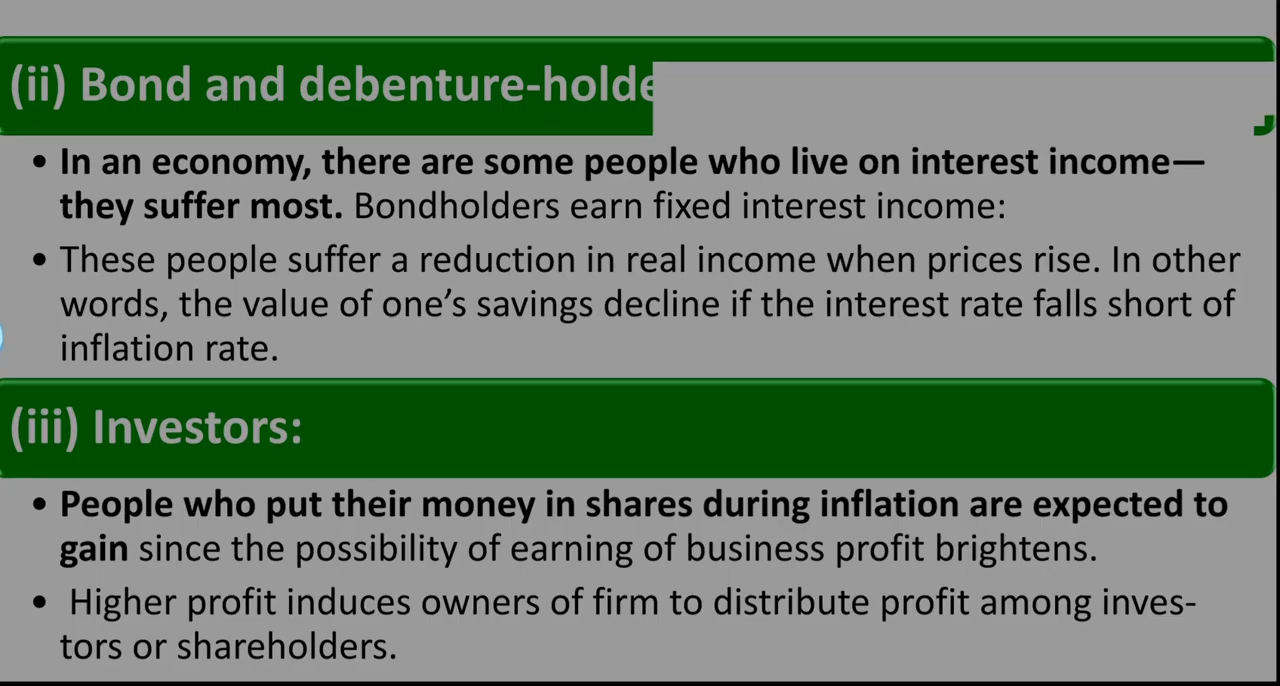 (ii) Bond and debenture-holde
• In an economy, there are some people who live on interest income—
they suffer most. Bondholders earn fixed interest income:
• These people suffer a reduction in real income when prices rise. In other
words, the value of one’s savings decline if the interest rate falls short of
inflation rate.
(iii) Investors:
• People who put their money in shares during inflation are expected to
gain since the possibility of earning of business profit brightens.
• Higher profit induces owners of firm to distribute profit among inves-
tors or shareholders.